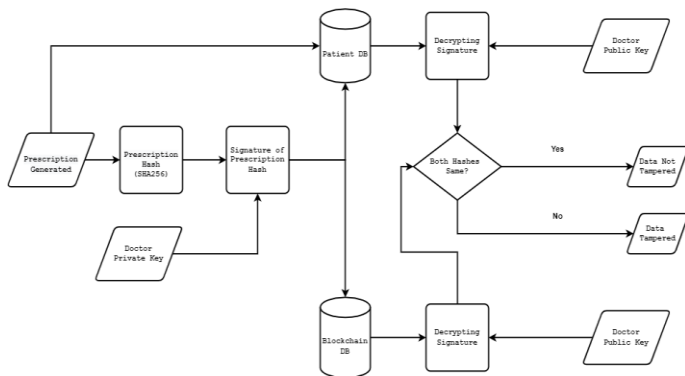 Patient DB
Decrypting
Signature
Doctor
Public Key
Prescription
Generated
Prescription
Hash
(SHA256)
Signature of
Prescription
Hash
Both Hashes
Same?
Yes
Data Not
Tampered
No
Data
Tampered
Doctor
Private Key
Blockchain
DB
Decrypting
Signature
Doctor
Public Key